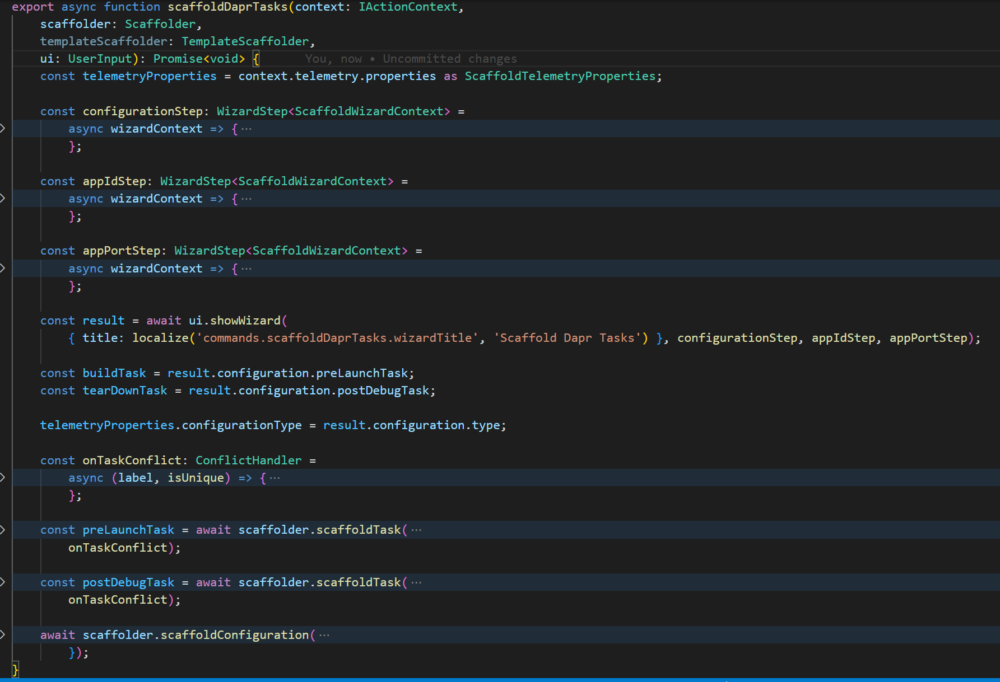 export async function scaffoldDaprTasks(context: IActionContext,
    scaffolder: Scaffolder,
    templateScaffolder: TemplateScaffolder,
    ui: UserInput): Promise<void> {        You, now • Uncommitted changes
    const telemetryProperties = context.telemetry.properties as ScaffoldTelemetryProperties;

    const configurationStep: WizardStep<ScaffoldWizardContext> =
        async wizardContext => { ···
        };

    const appIdStep: WizardStep<ScaffoldWizardContext> =
        async wizardContext => { ···
        };

    const appPortStep: WizardStep<ScaffoldWizardContext> =
        async wizardContext => { ···
        };

    const result = await ui.showWizard(
        { title: localize('commands.scaffoldDaprTasks.wizardTitle', 'Scaffold Dapr Tasks') }, configurationStep, appIdStep, appPortStep);

    const buildTask = result.configuration.preLaunchTask;
    const tearDownTask = result.configuration.postDebugTask;

    telemetryProperties.configurationType = result.configuration.type;

    const onTaskConflict: ConflictHandler =
        async (label, isUnique) => { ···
        };

    const preLaunchTask = await scaffolder.scaffoldTask( ···
        onTaskConflict);

    const postDebugTask = await scaffolder.scaffoldTask( ···
        onTaskConflict);

    await scaffolder.scaffoldConfiguration( ···
        });
}